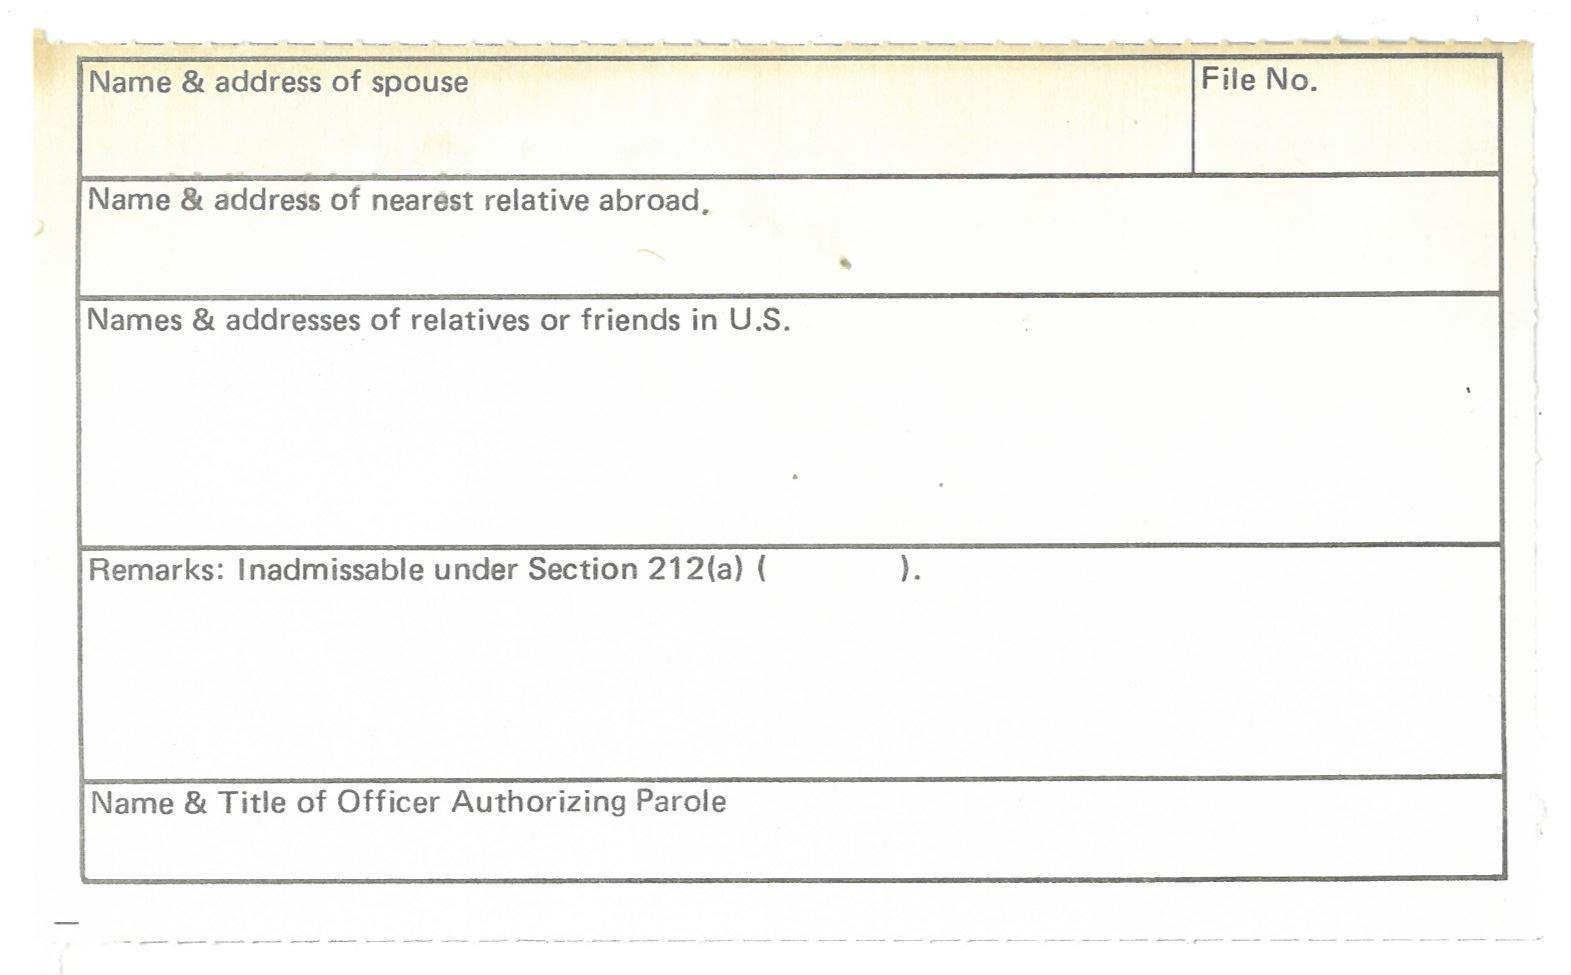 Name & address of spouse
File No.
Name & address of nearest relative abroad.
Names & addresses of relatives or friends in U.S.
Remarks: Inadmissable under Section 212(a) ( ).
Name & Title of Officer Authorizing Parole